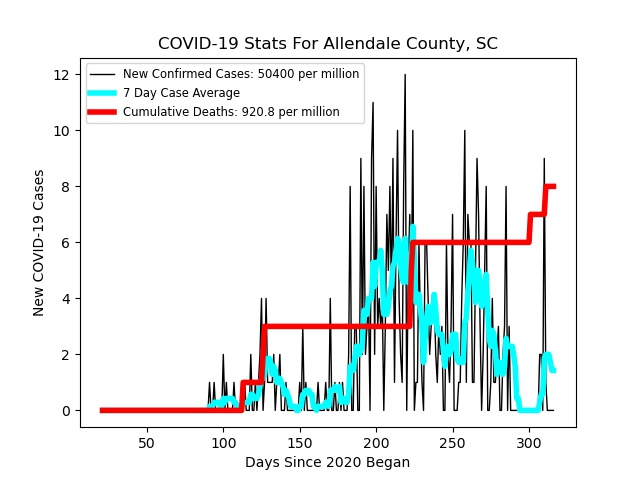 COVID-19 Stats For Allendale County, SC
New Confirmed Cases: 50400 per million
7 Day Case Average
Cumulative Deaths: 920.8 per million
New COVID-19 Cases
12
10
8
6
4
2
0
50
100
150
200
250
300
Days Since 2020 Began